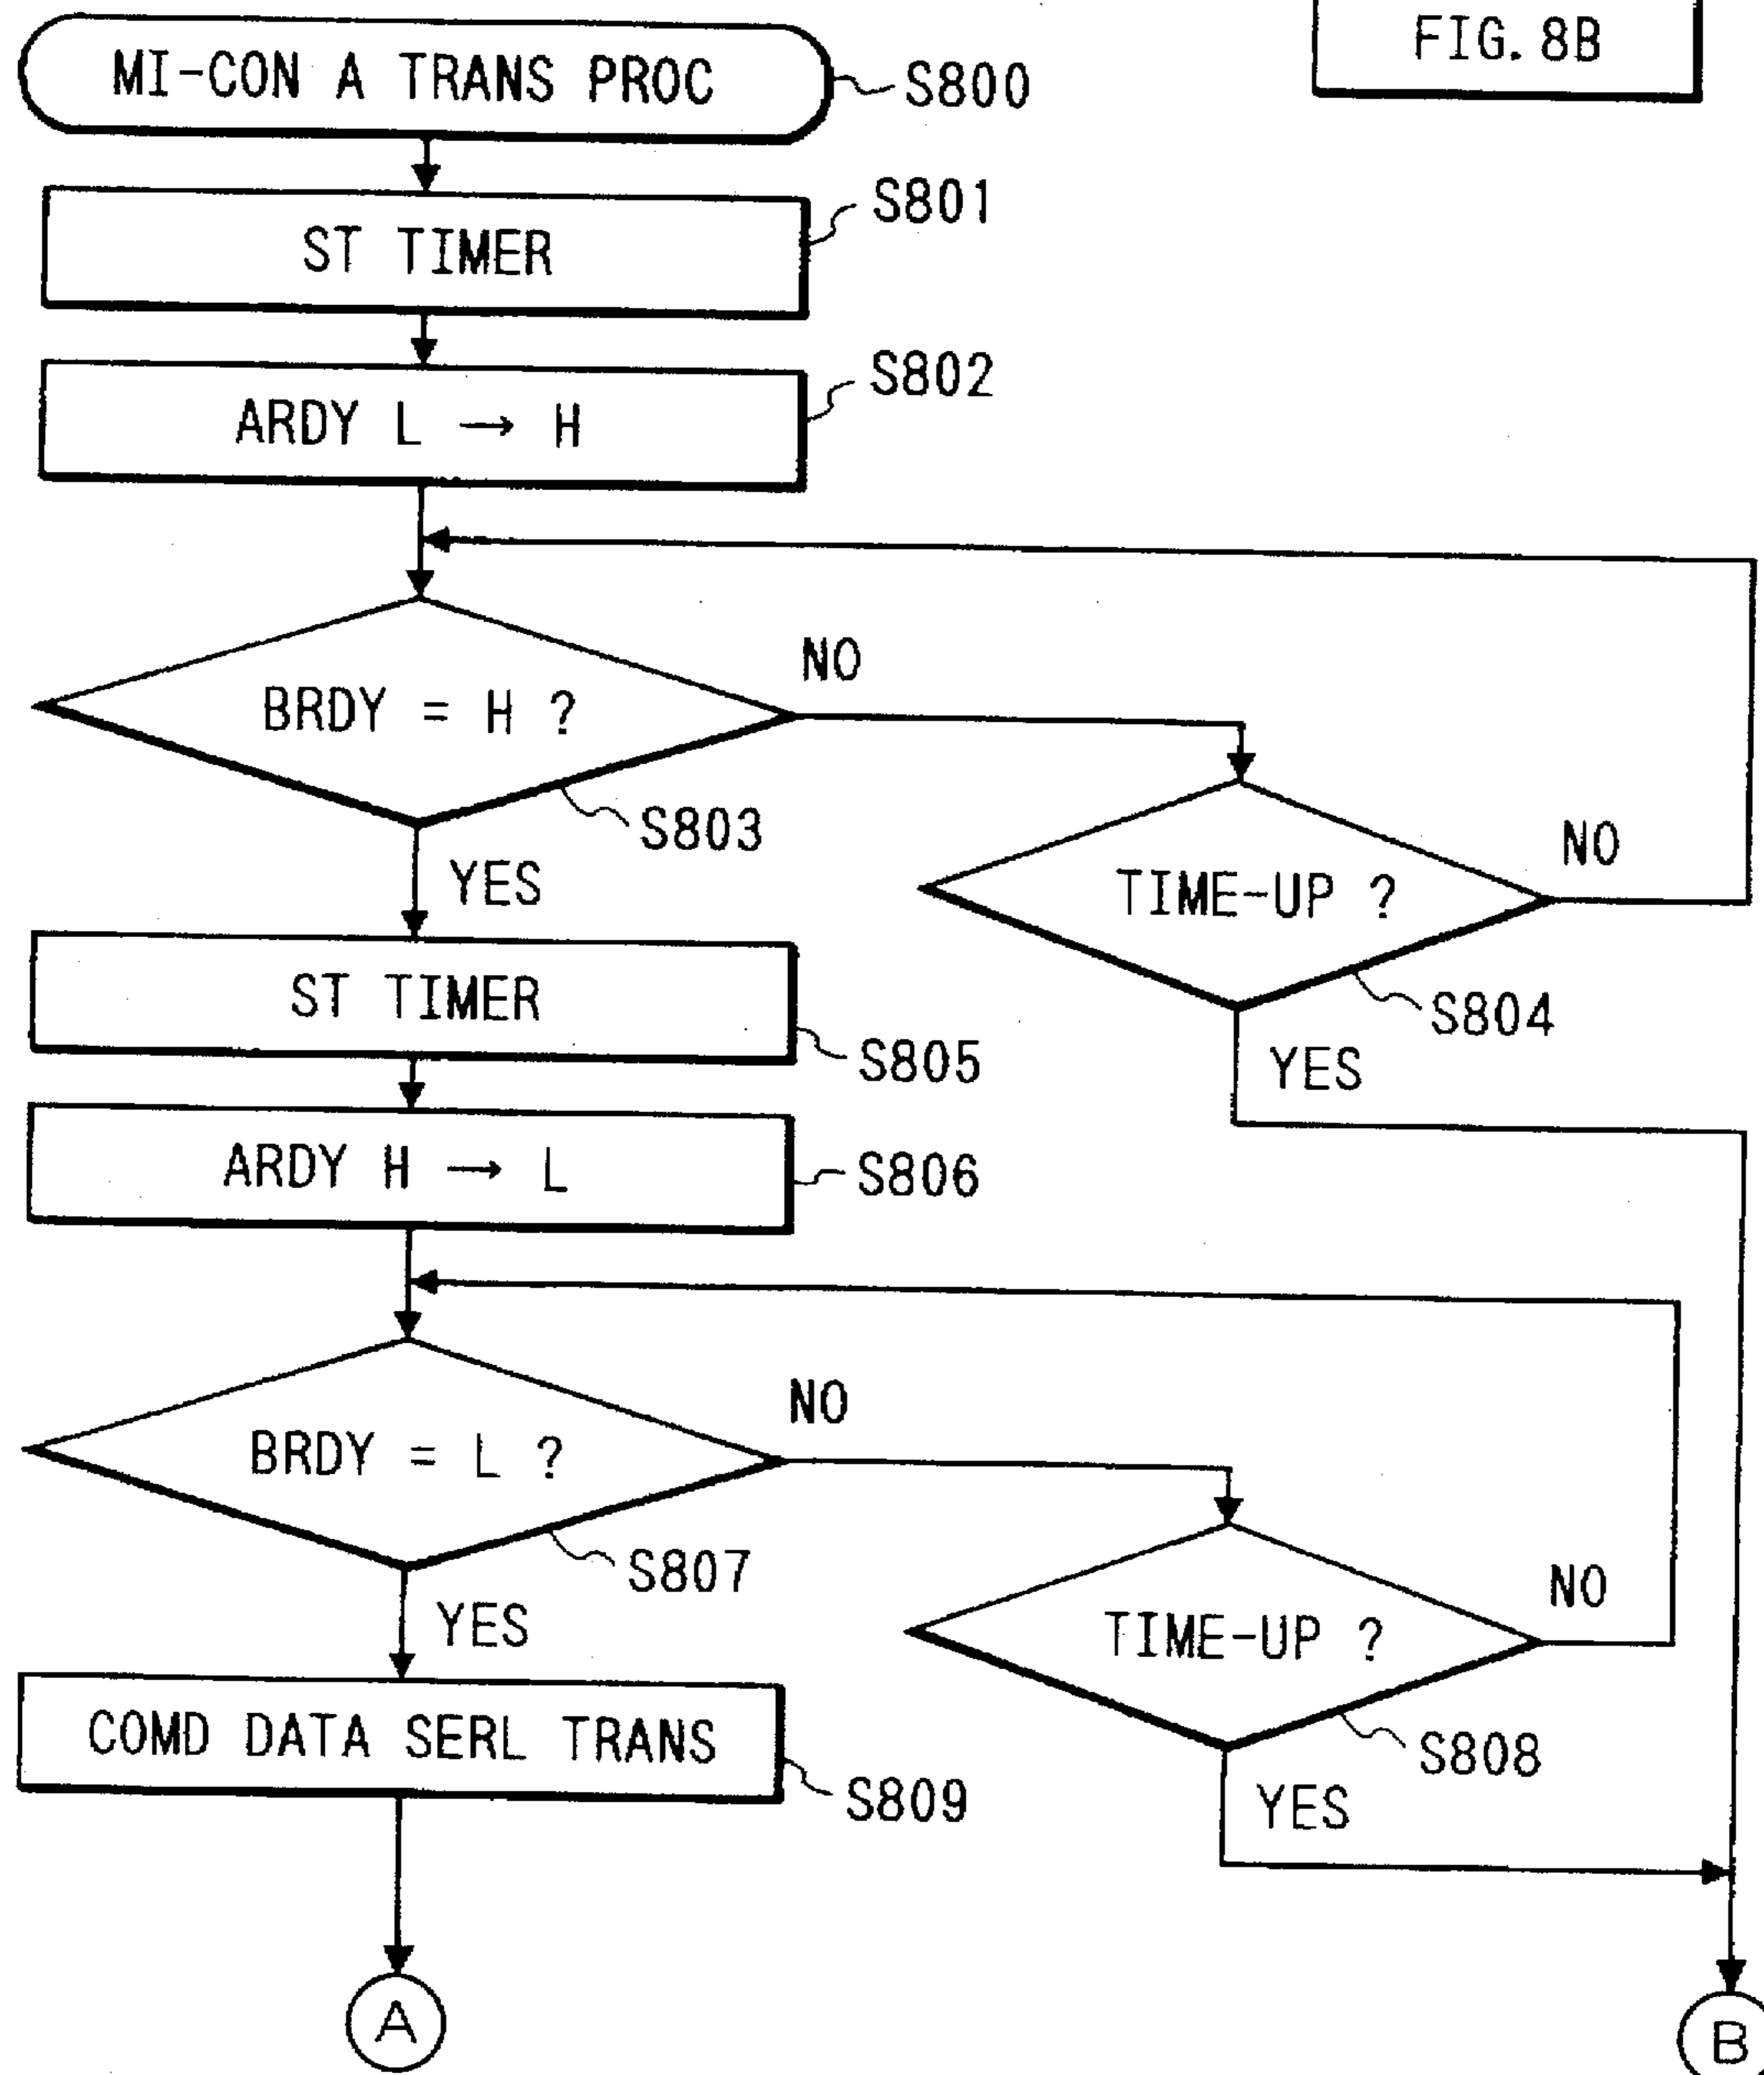 FIG. 8B
MI-CON A TRANS PROC
S800
ST TIMER
S801
ARDY L → H
S802
BRDY = H ?
NO
S803
YES
TIME-UP ?
NO
S804
YES
ST TIMER
S805
ARDY H → L
S806
BRDY = L ?
NO
S807
YES
TIME-UP ?
NO
S808
YES
COMD DATA SERL TRANS
S809
A
B